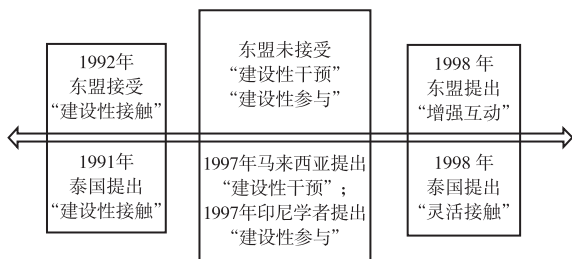 1992年
东盟接受
“建设性接触”
1991年
泰国提出
“建设性接触”
东盟未接受
“建设性干预”
“建设性参与”
1997年马来西亚提出
“建设性干预”；
1997年印尼学者提出
“建设性参与”
1998 年
东盟提出
“增强互动”
1998 年
泰国提出
“灵活接触”